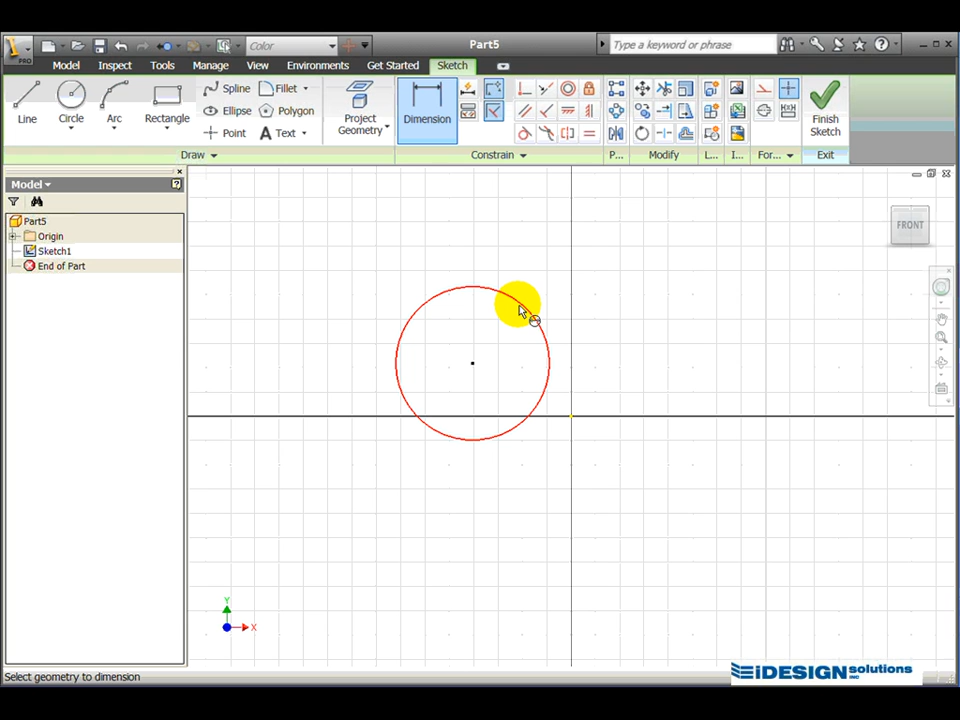 PRO
Color
Part5
Type a keyword or phrase
Model Inspect Tools Manage View Environments Get Started Sketch
Line
Circle
Arc
Rectangle
Spline
Fillet
Ellipse
Polygon
Point
A Text
Project
Geometry
Dimension
Finish
Sketch
Draw
Constrain
P...
Modify
L...
I...
For...
Exit
Model
Part5
Origin
Sketch1
End of Part
FRONT
Y
X
Select geometry to dimension
iDESIGN solutions
INC